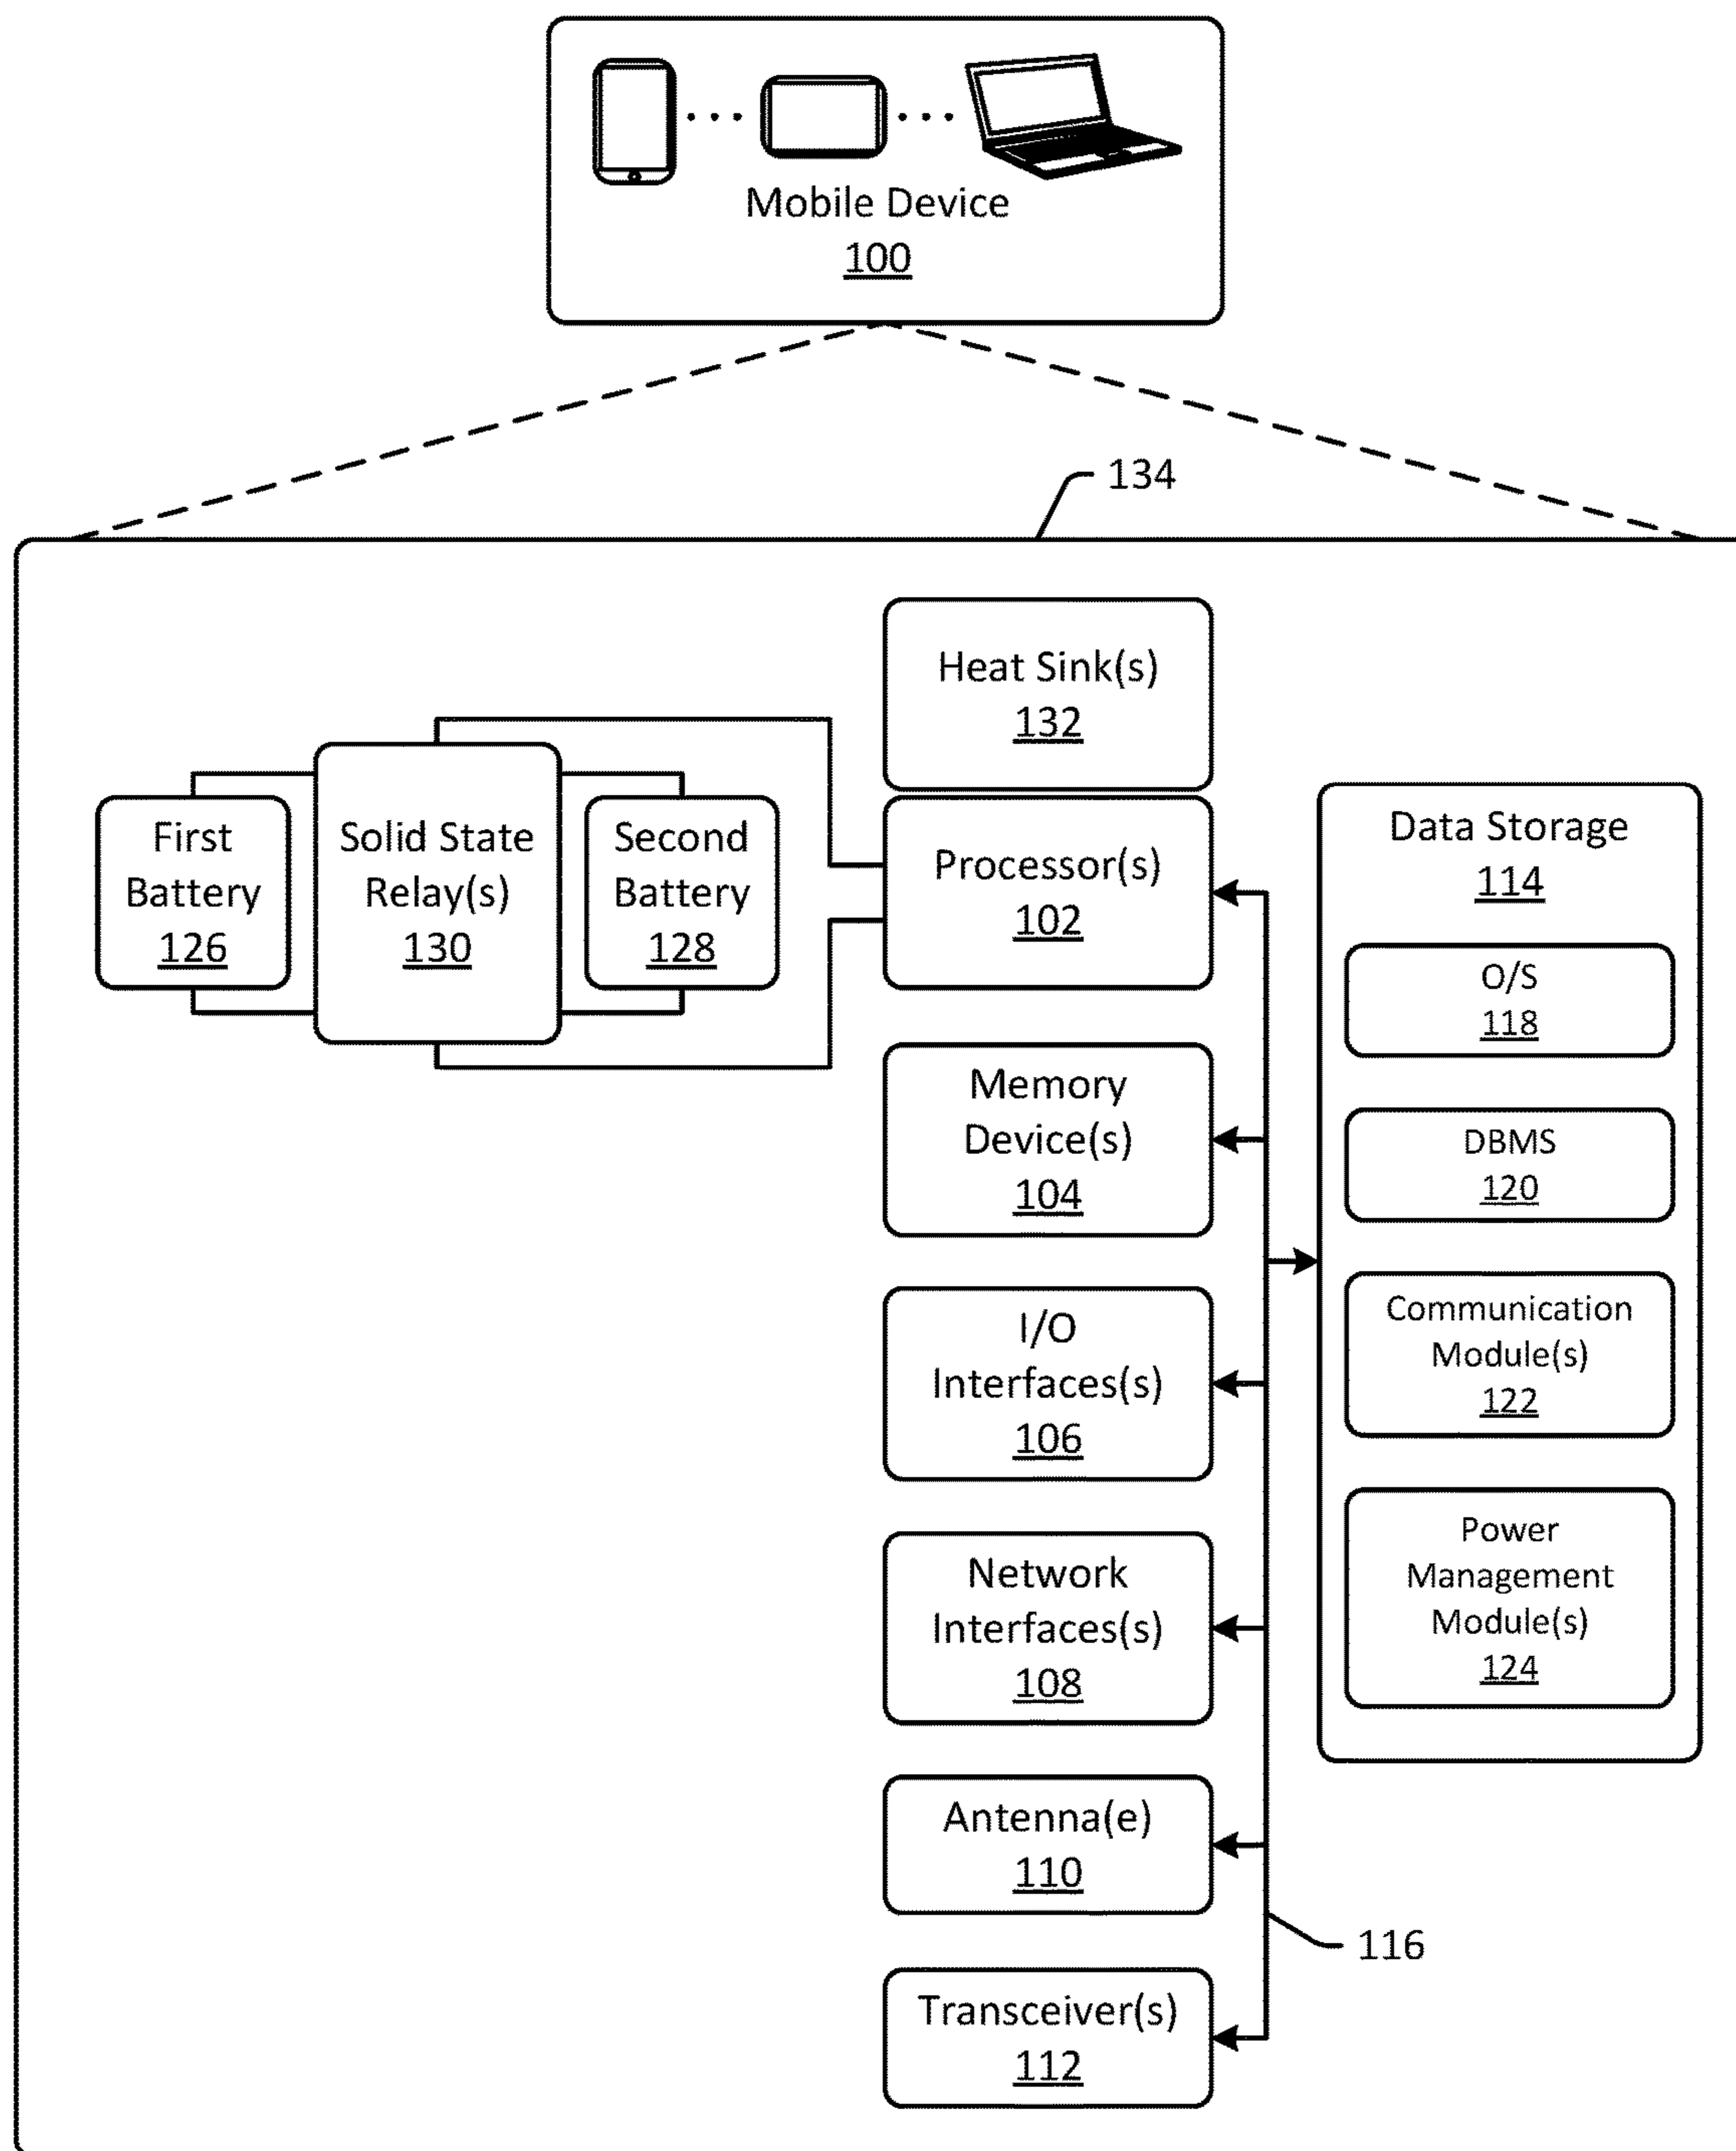 Mobile Device
100
134
Heat Sink(s)
132
First
Battery
126
Solid State
Relay(s)
130
Second
Battery
128
Processor(s)
102
Memory
Device(s)
104
I/O
Interfaces(s)
106
Network
Interfaces(s)
108
Antenna(e)
110
Transceiver(s)
112
116
Data Storage
114
O/S
118
DBMS
120
Communication
Module(s)
122
Power
Management
Module(s)
124